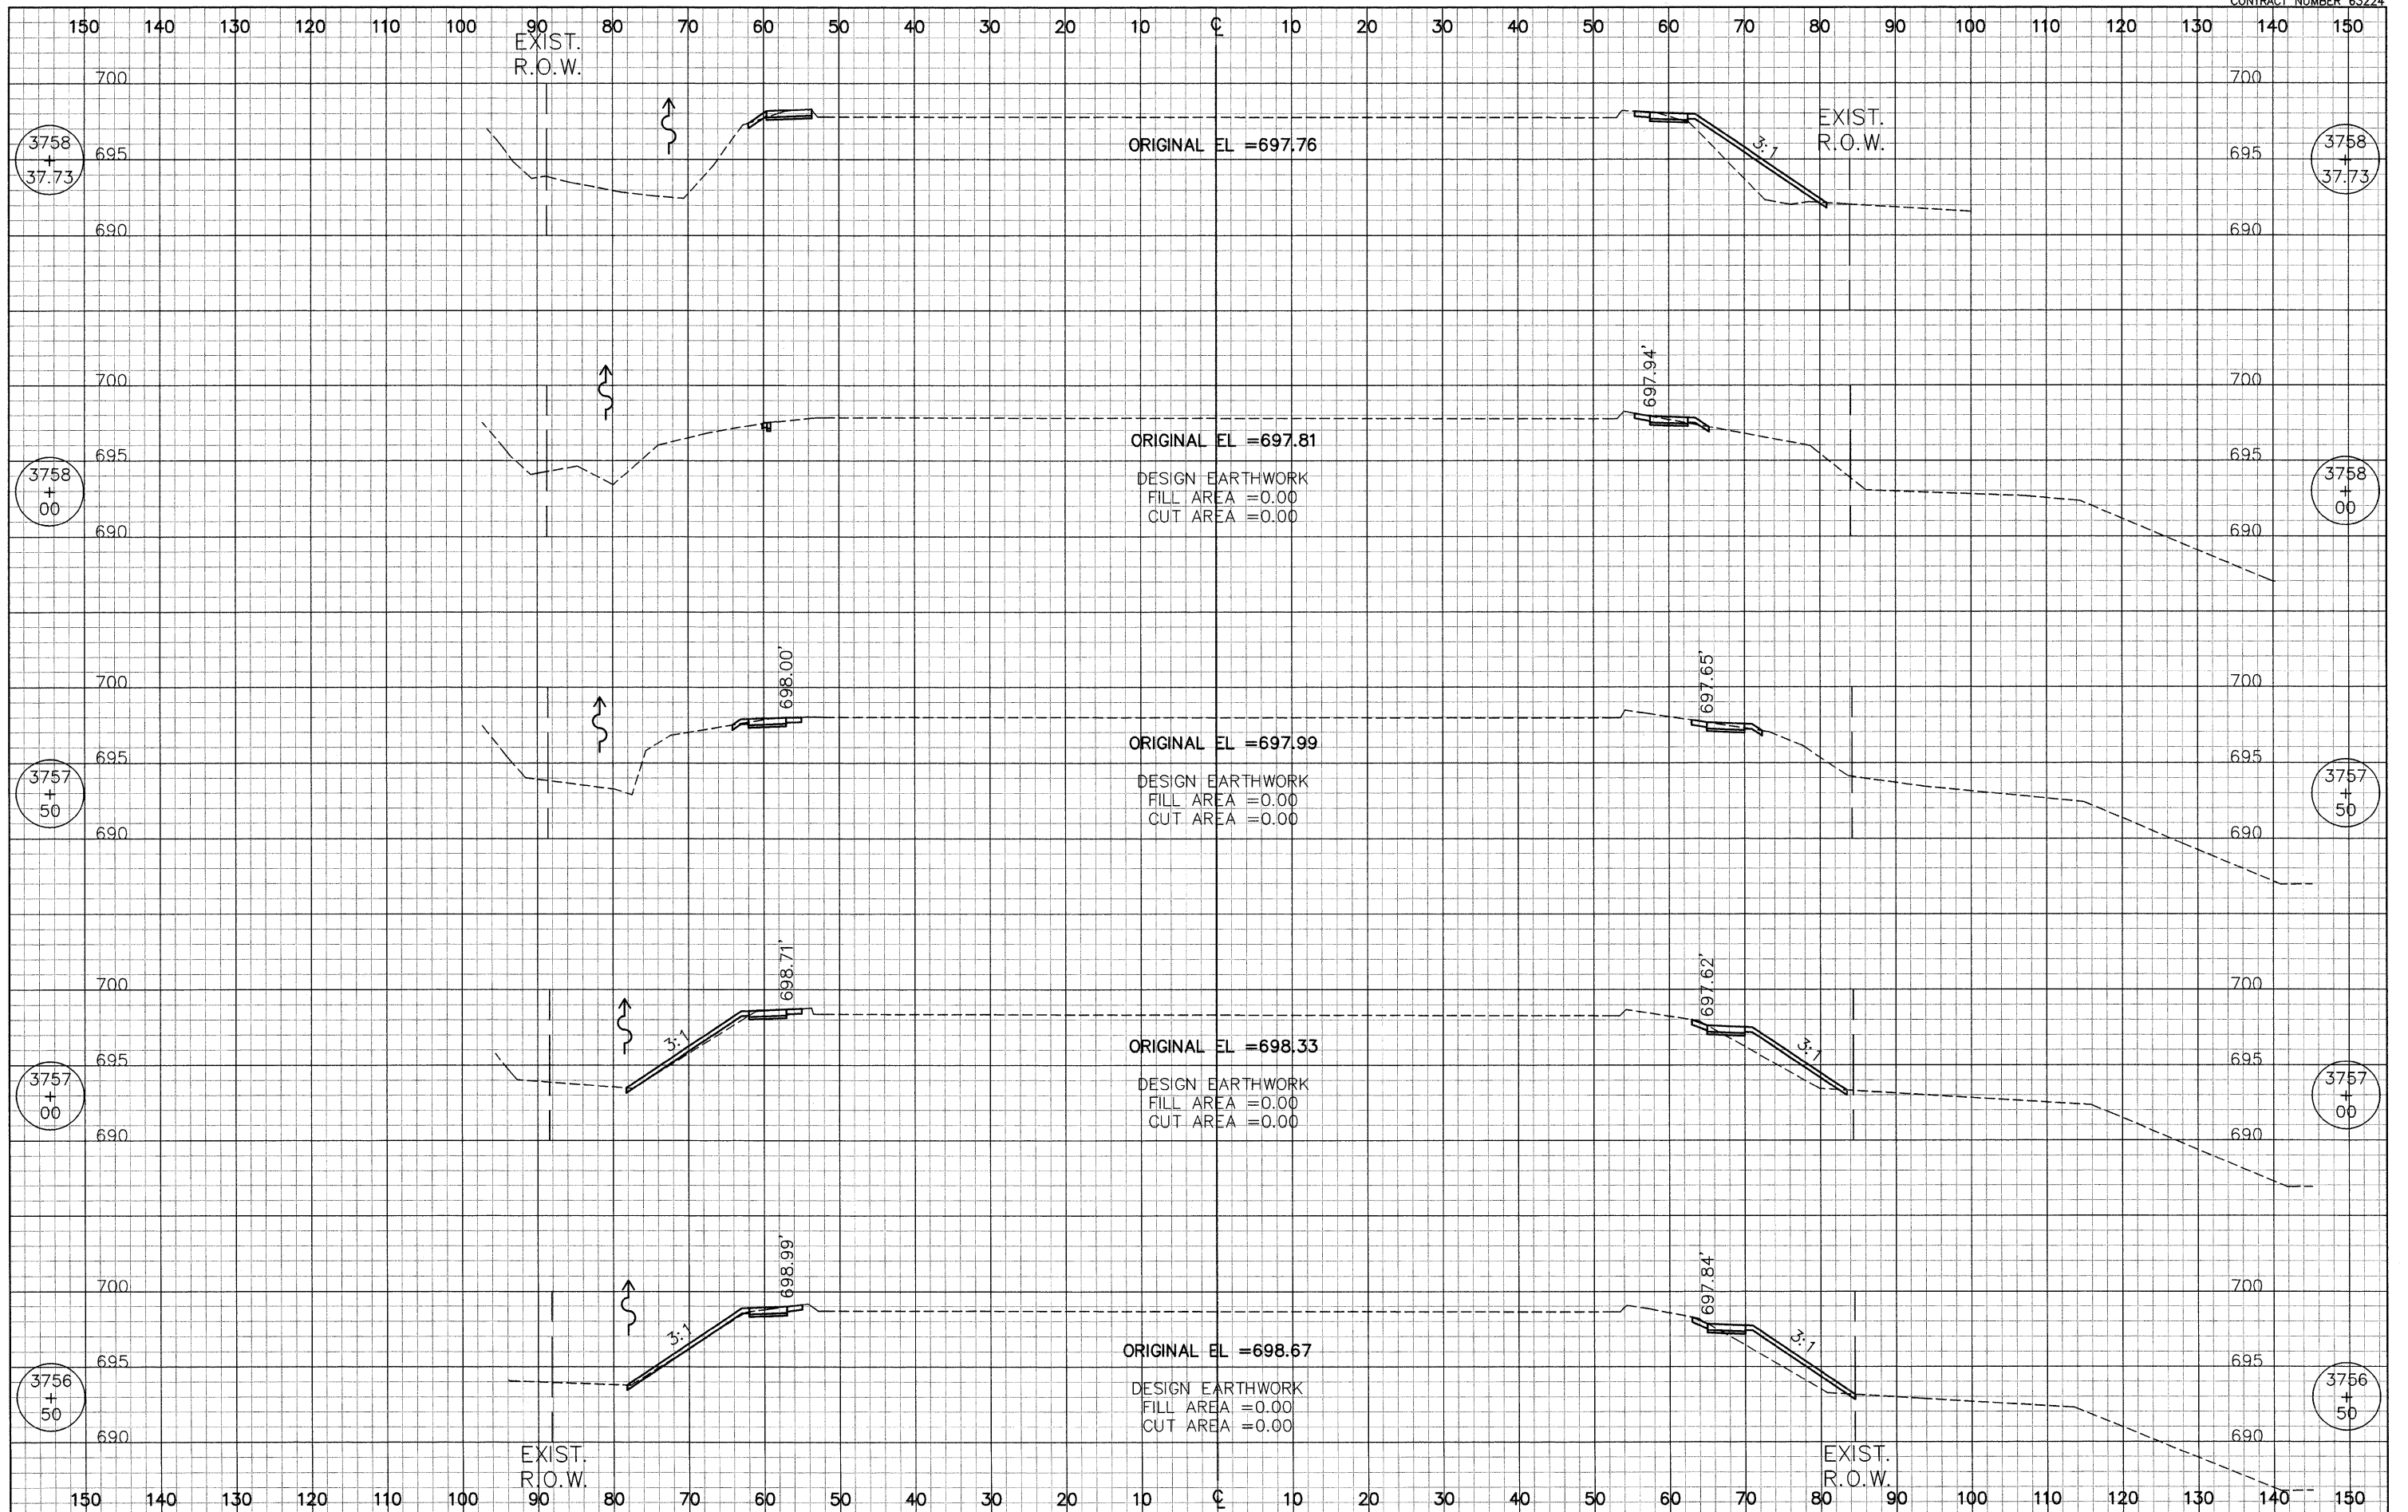 CONTRACT NUMBER 63224
150 140 130 120 110 100 90 80 70 60 50 40 30 20 10 ℄ 10 20 30 40 50 60 70 80 90 100 110 120 130 140 150
EXIST.
R.O.W.
700 700
EXIST.
R.O.W.
3758
+
37.73
695 695
690 690
ORIGINAL EL =697.76
3:1
3758
+
37.73
697.94'
700 700
695 695
690 690
3758
+
00
ORIGINAL EL =697.81
DESIGN EARTHWORK
FILL AREA =0.00
CUT AREA =0.00
3758
+
00
698.00'
697.65'
700 700
695 695
690 690
3757
+
50
ORIGINAL EL =697.99
DESIGN EARTHWORK
FILL AREA =0.00
CUT AREA =0.00
3757
+
50
698.71'
697.62'
700 700
695 695
690 690
3757
+
00
3:1
ORIGINAL EL =698.33
DESIGN EARTHWORK
FILL AREA =0.00
CUT AREA =0.00
3:1
3757
+
00
698.99'
697.84'
700 700
695 695
690 690
3756
+
50
3:1
ORIGINAL EL =698.67
DESIGN EARTHWORK
FILL AREA =0.00
CUT AREA =0.00
3:1
3756
+
50
EXIST.
R.O.W.
EXIST.
R.O.W.
150 140 130 120 110 100 90 80 70 60 50 40 30 20 10 ℄ 10 20 30 40 50 60 70 80 90 100 110 120 130 140 150